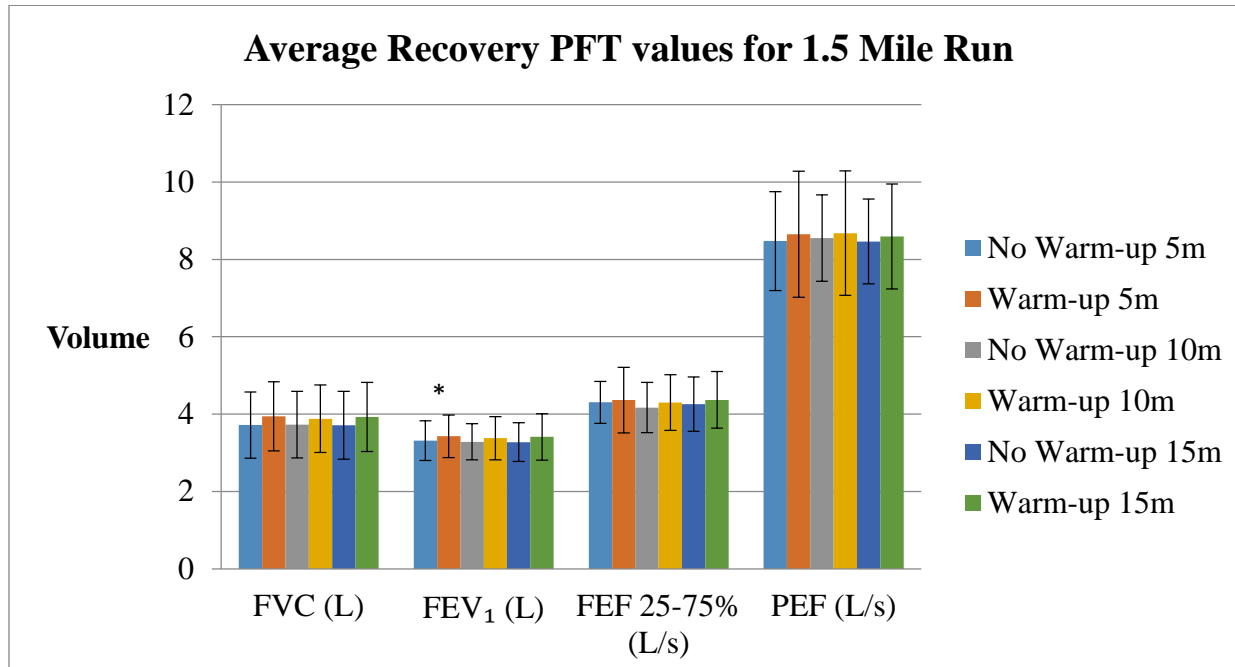 Average Recovery PFT values for 1.5 Mile Run
12
10
8
6
4
2
0
Volume
*
FVC (L)
FEV₁ (L)
FEF 25-75%
(L/s)
PEF (L/s)
No Warm-up 5m
Warm-up 5m
No Warm-up 10m
Warm-up 10m
No Warm-up 15m
Warm-up 15m